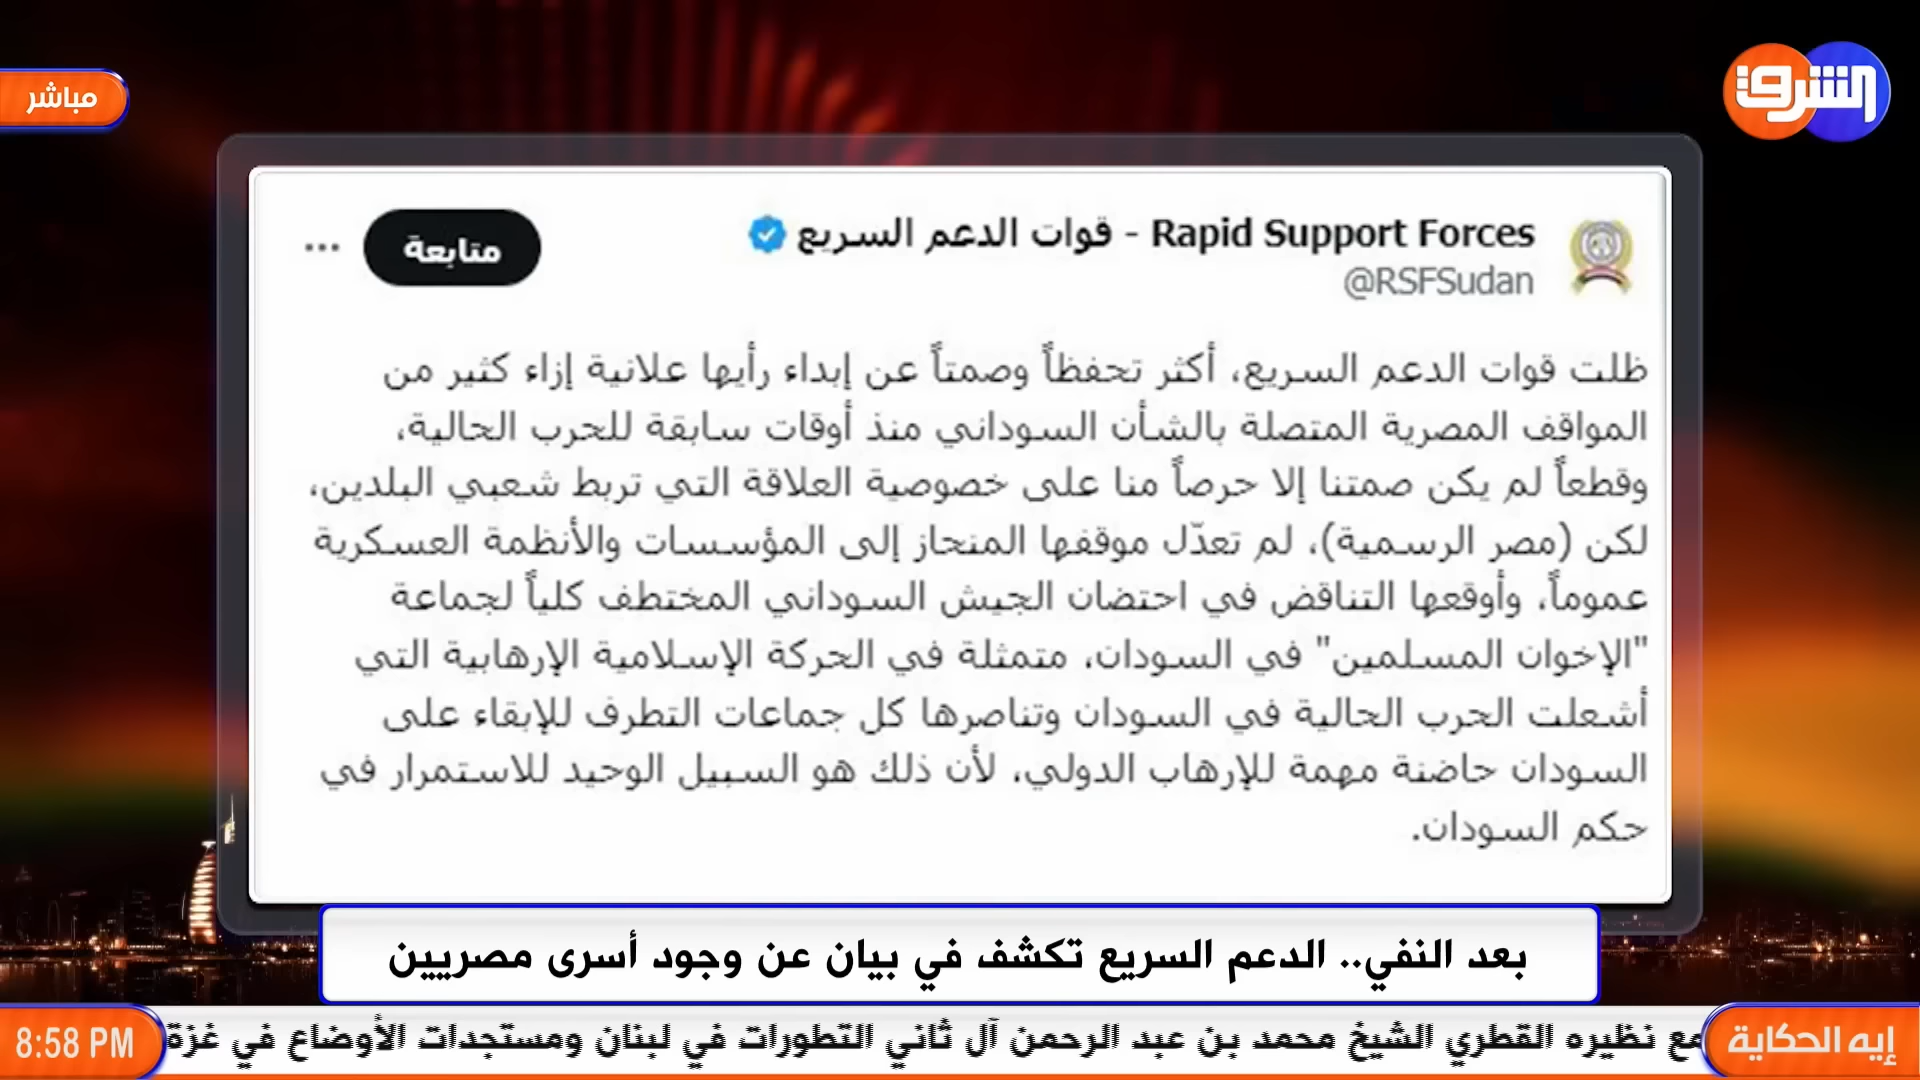 مباشر
الشرق
Rapid Support Forces - قوات الدعم السريع
@RSFSudan
متابعة
ظلت قوات الدعم السريع، أكثر تحفظاً وصمتاً عن إبداء رأيها علانية إزاء كثير من
المواقف المصرية المتصلة بالشأن السوداني منذ أوقات سابقة للحرب الحالية،
وقطعاً لم يكن صمتنا إلا حرصاً منا على خصوصية العلاقة التي تربط شعبي البلدين،
لكن (مصر الرسمية)، لم تعدّل موقفها المنحاز إلى المؤسسات والأنظمة العسكرية
عموماً، وأوقعها التناقض في احتضان الجيش السوداني المختطف كلياً لجماعة
"الإخوان المسلمين" في السودان، متمثلة في الحركة الإسلامية الإرهابية التي
أشعلت الحرب الحالية في السودان وتناصرها كل جماعات التطرف للإبقاء على
السودان حاضنة مهمة للإرهاب الدولي، لأن ذلك هو السبيل الوحيد للاستمرار في
حكم السودان.
بعد النفي.. الدعم السريع تكشف في بيان عن وجود أسرى مصريين
إيه الحكاية
مع نظيره القطري الشيخ محمد بن عبد الرحمن آل ثاني التطورات في لبنان ومستجدات الأوضاع في غزة
8:58 PM